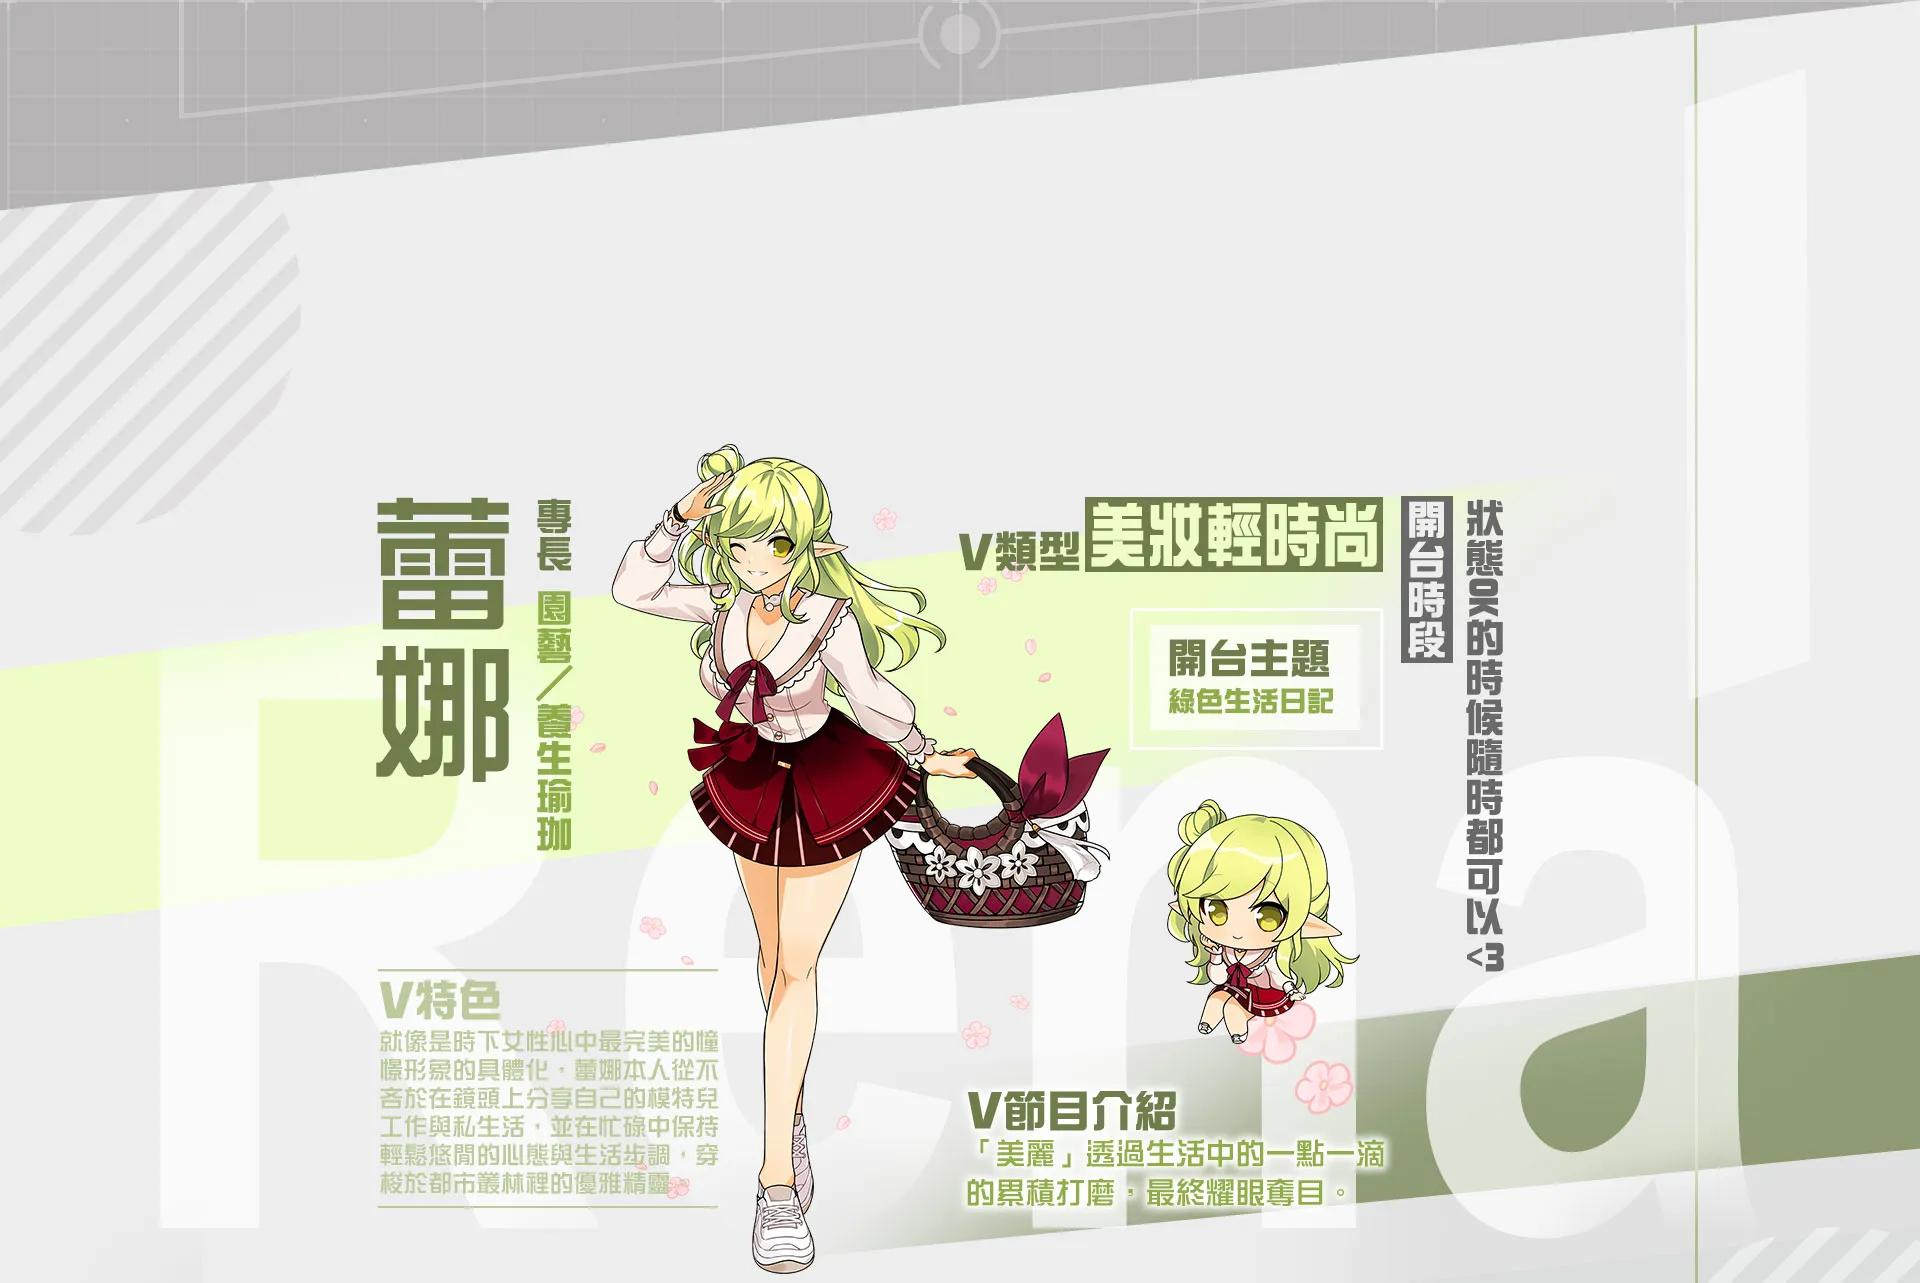 Rena
蕾娜
專長 園藝/養生瑜珈
V類型 美妝輕時尚
開台時段
狀態OK的時候隨時都可以<3
開台主題
綠色生活日記
V特色
就像是時下女性心中最完美的憧
憬形象的具體化，蕾娜本人從不
吝於在鏡頭上分享自己的模特兒
工作與私生活，並在忙碌中保持
輕鬆悠閒的心態與生活步調，穿
梭於都市叢林裡的優雅精靈。
V節目介紹
「美麗」透過生活中的一點一滴
的累積打磨，最終耀眼奪目。